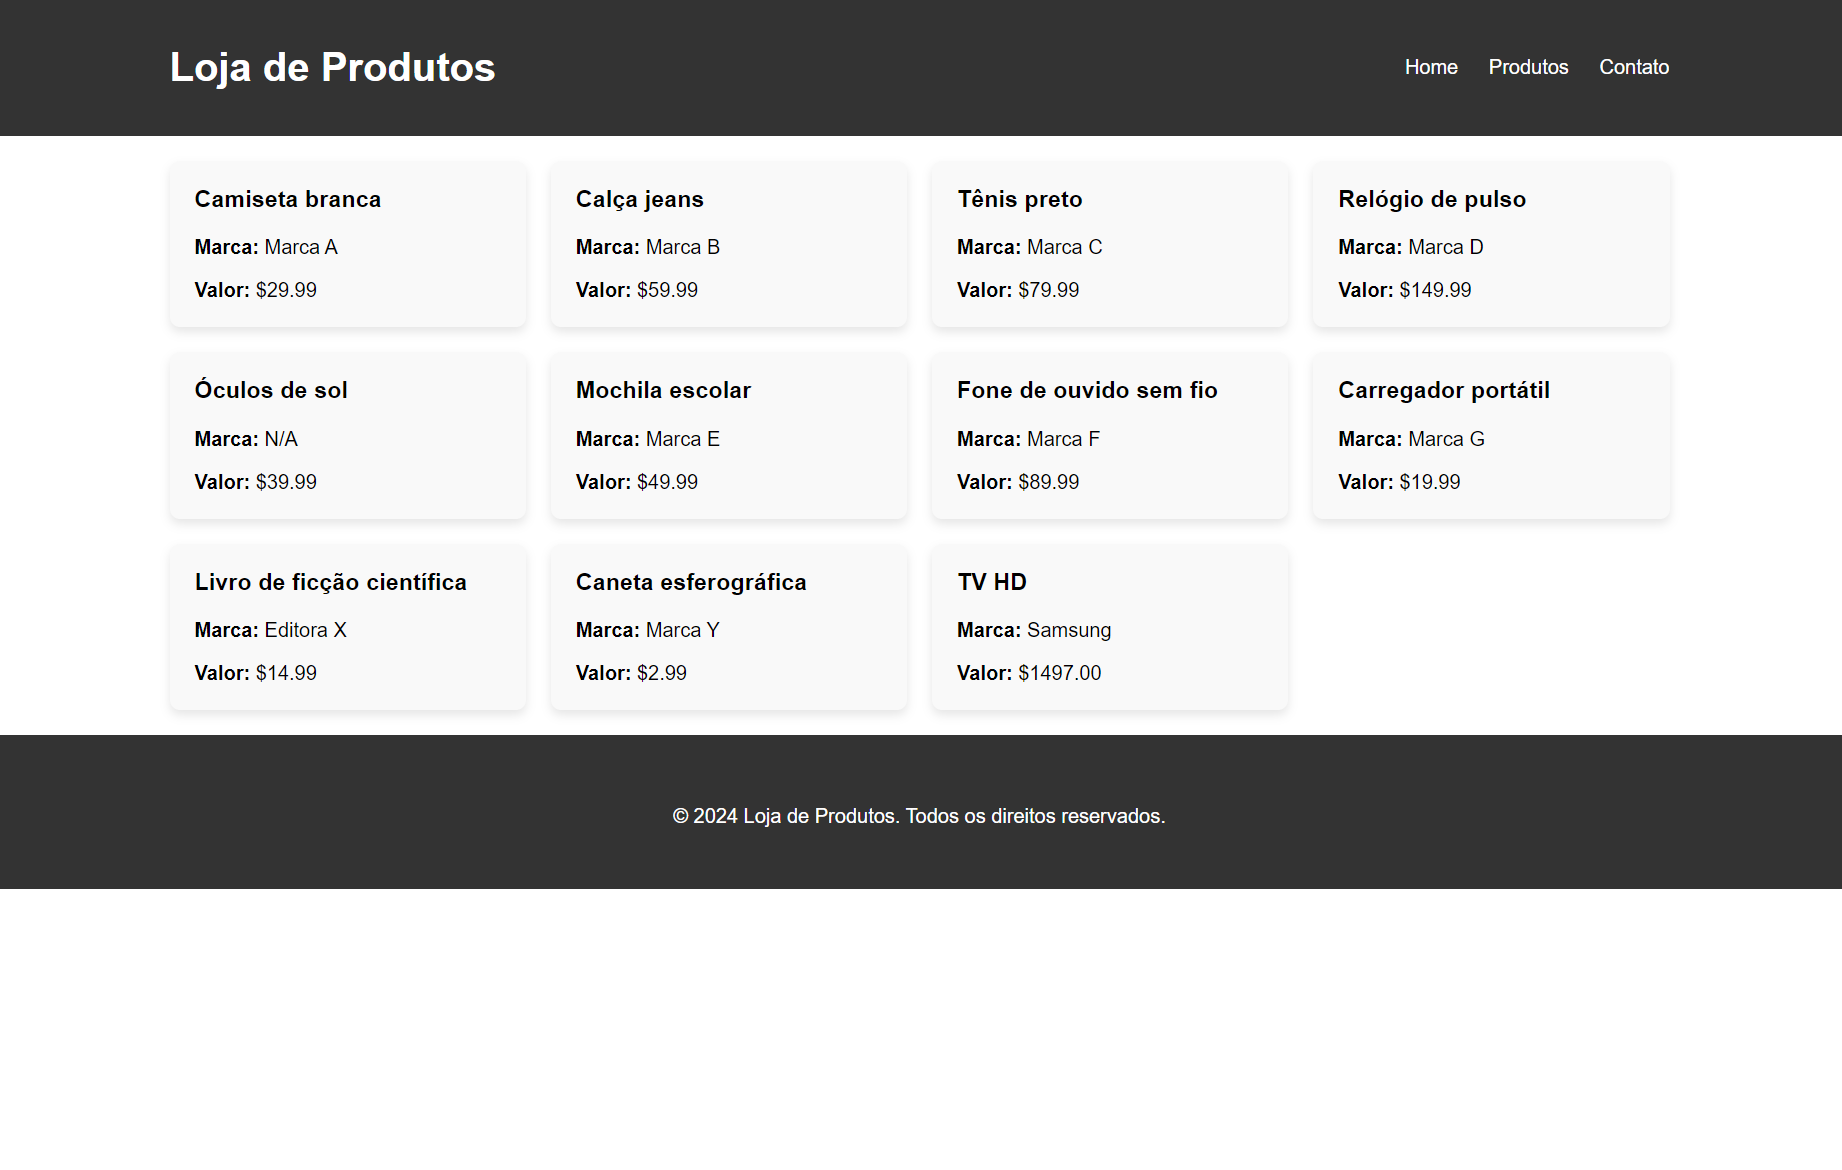 Loja de Produtos
Home Produtos Contato
Camiseta branca
Marca: Marca A
Valor: $29.99
Calça jeans
Marca: Marca B
Valor: $59.99
Tênis preto
Marca: Marca C
Valor: $79.99
Relógio de pulso
Marca: Marca D
Valor: $149.99
Óculos de sol
Marca: N/A
Valor: $39.99
Mochila escolar
Marca: Marca E
Valor: $49.99
Fone de ouvido sem fio
Marca: Marca F
Valor: $89.99
Carregador portátil
Marca: Marca G
Valor: $19.99
Livro de ficção científica
Marca: Editora X
Valor: $14.99
Caneta esferográfica
Marca: Marca Y
Valor: $2.99
TV HD
Marca: Samsung
Valor: $1497.00
© 2024 Loja de Produtos. Todos os direitos reservados.